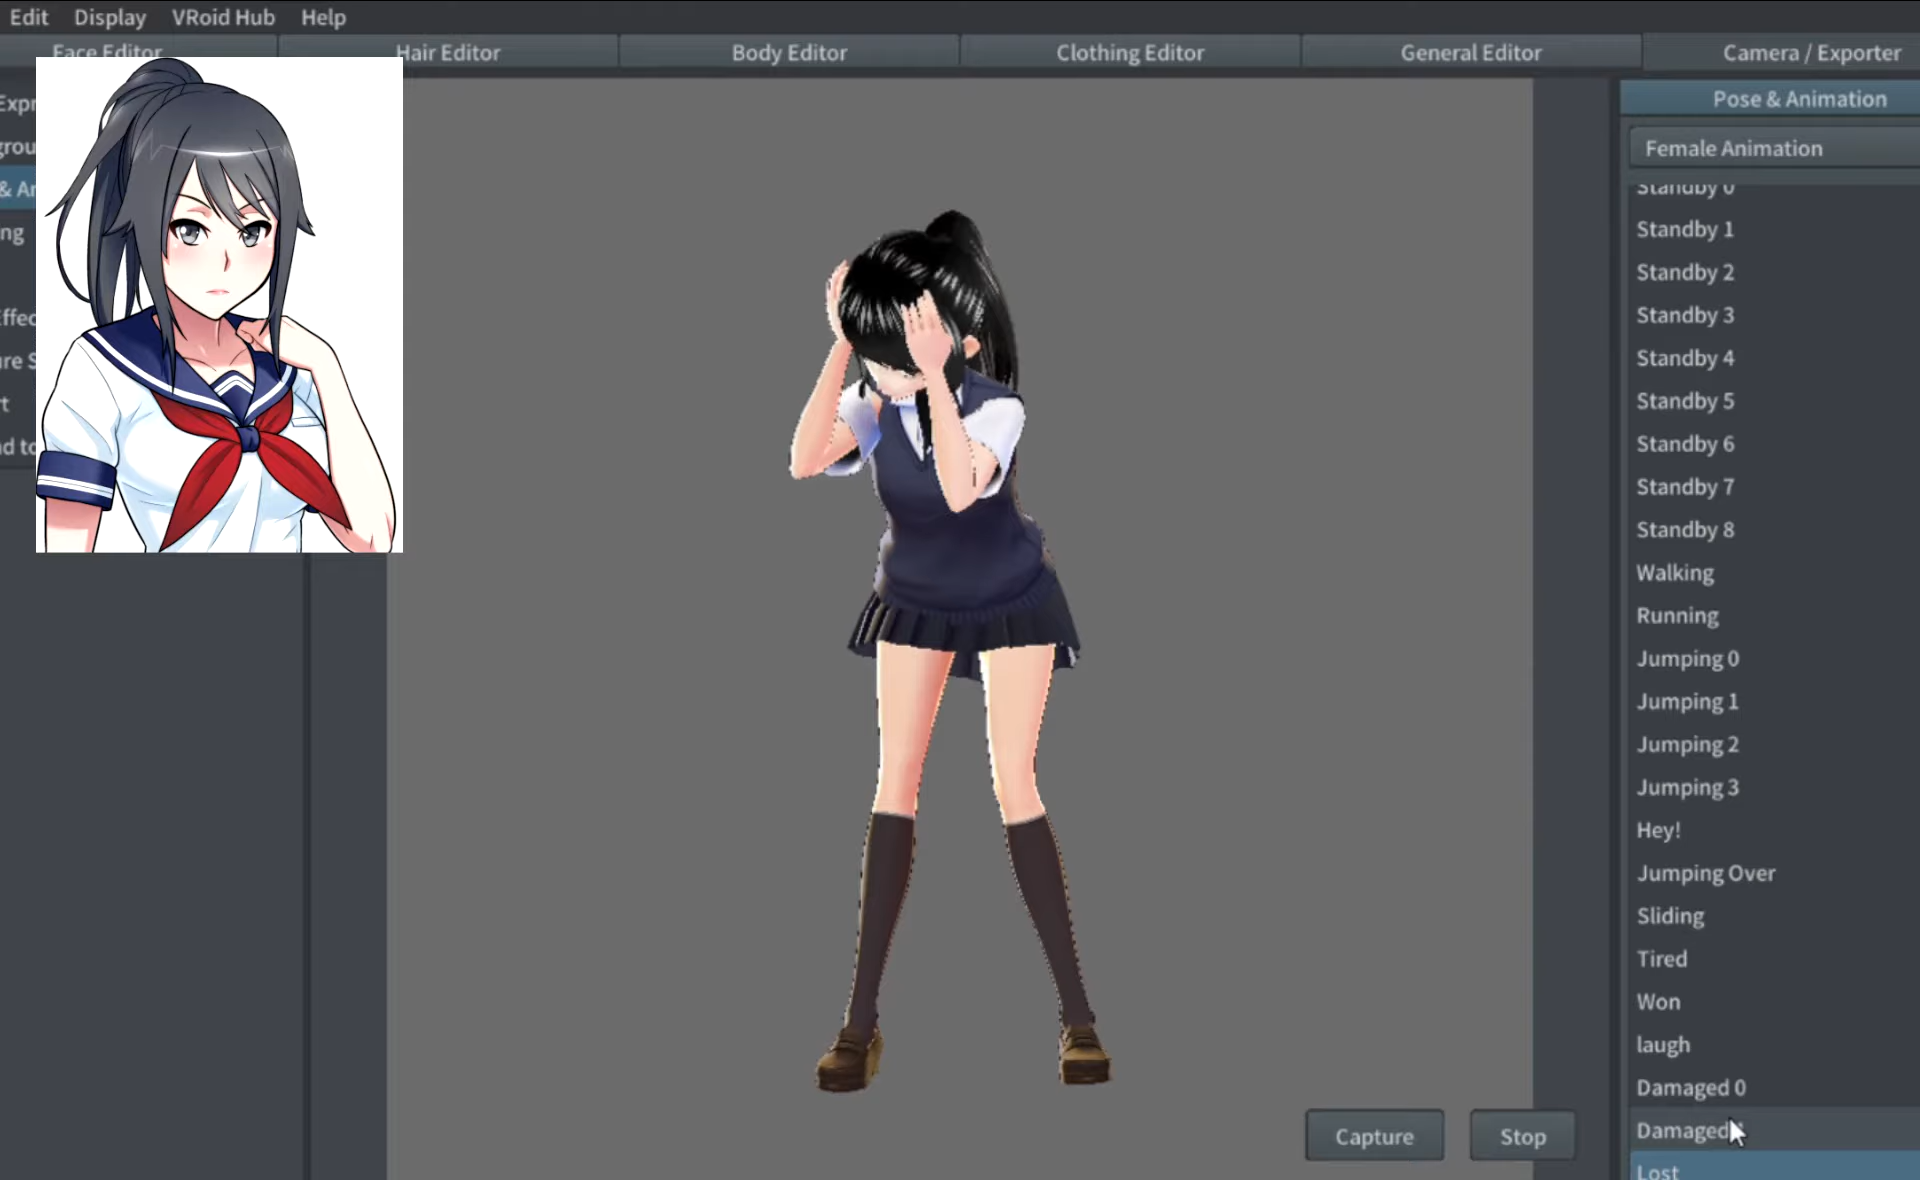 Edit Display VRoid Hub Help
Face Editor Hair Editor Body Editor Clothing Editor General Editor Camera / Exporter
Pose & Animation
Female Animation
Standby 0
Standby 1
Standby 2
Standby 3
Standby 4
Standby 5
Standby 6
Standby 7
Standby 8
Walking
Running
Jumping 0
Jumping 1
Jumping 2
Jumping 3
Hey!
Jumping Over
Sliding
Tired
Won
laugh
Damaged 0
Damaged
Lost
Capture Stop